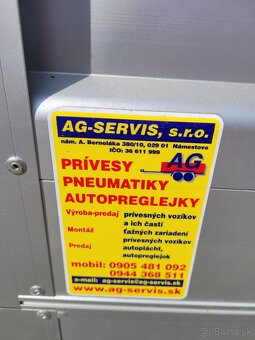 AG-SERVIS, s.r.o.
nám. A. Bernoláka 380/10, 029 01 Námestovo
IČO: 36 611 999
PRÍVESY AG
PNEUMATIKY
AUTOPREGLEJKY
Výroba-predaj prívesných vozíkov
a ich častí
Montáž ťažných zariadení
Predaj prívesných vozíkov
autoplácht,
autopreglejok
mobil: 0905 481 092
0944 368 511
e-mail: ag-servis@ag-servis.sk
www.ag-servis.sk
bazos.sk